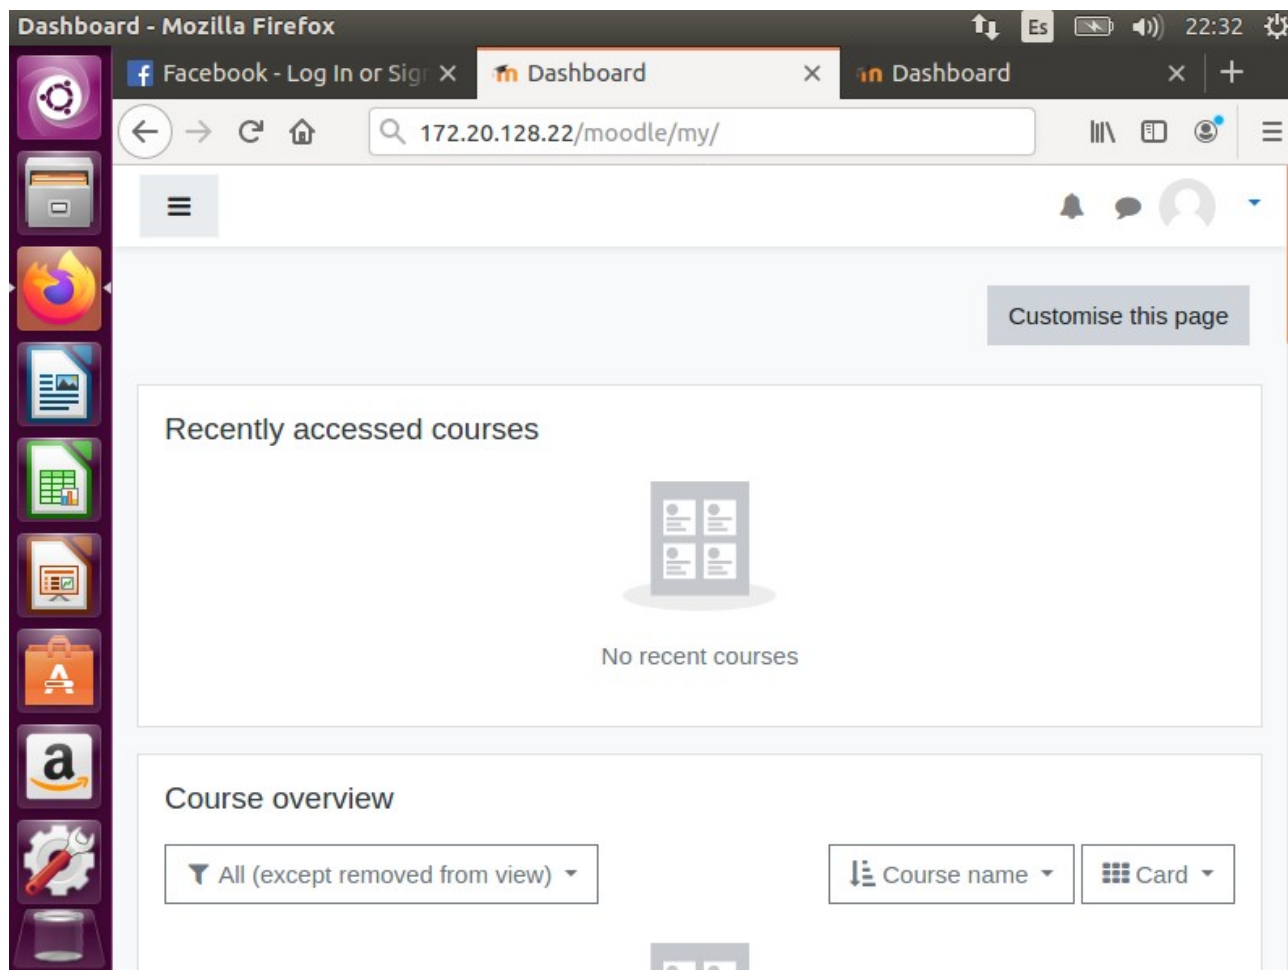 Dashboard - Mozilla Firefox
Es
22:32
Facebook - Log In or Sig
Dashboard
Dashboard
172.20.128.22/moodle/my/
Customise this page
Recently accessed courses
No recent courses
Course overview
All (except removed from view)
Course name
Card